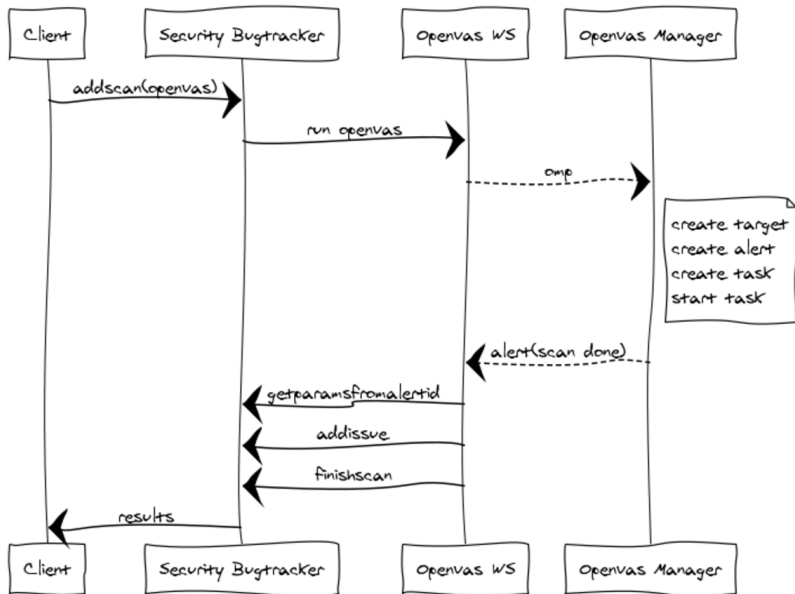 Client
Security Bugtracker
Openvas WS
Openvas Manager
addscan(openvas)
run openvas
omp
create target
create alert
create task
start task
alert(scan done)
getparamsfromalertid
addissue
finishscan
results
Client
Security Bugtracker
Openvas WS
Openvas Manager